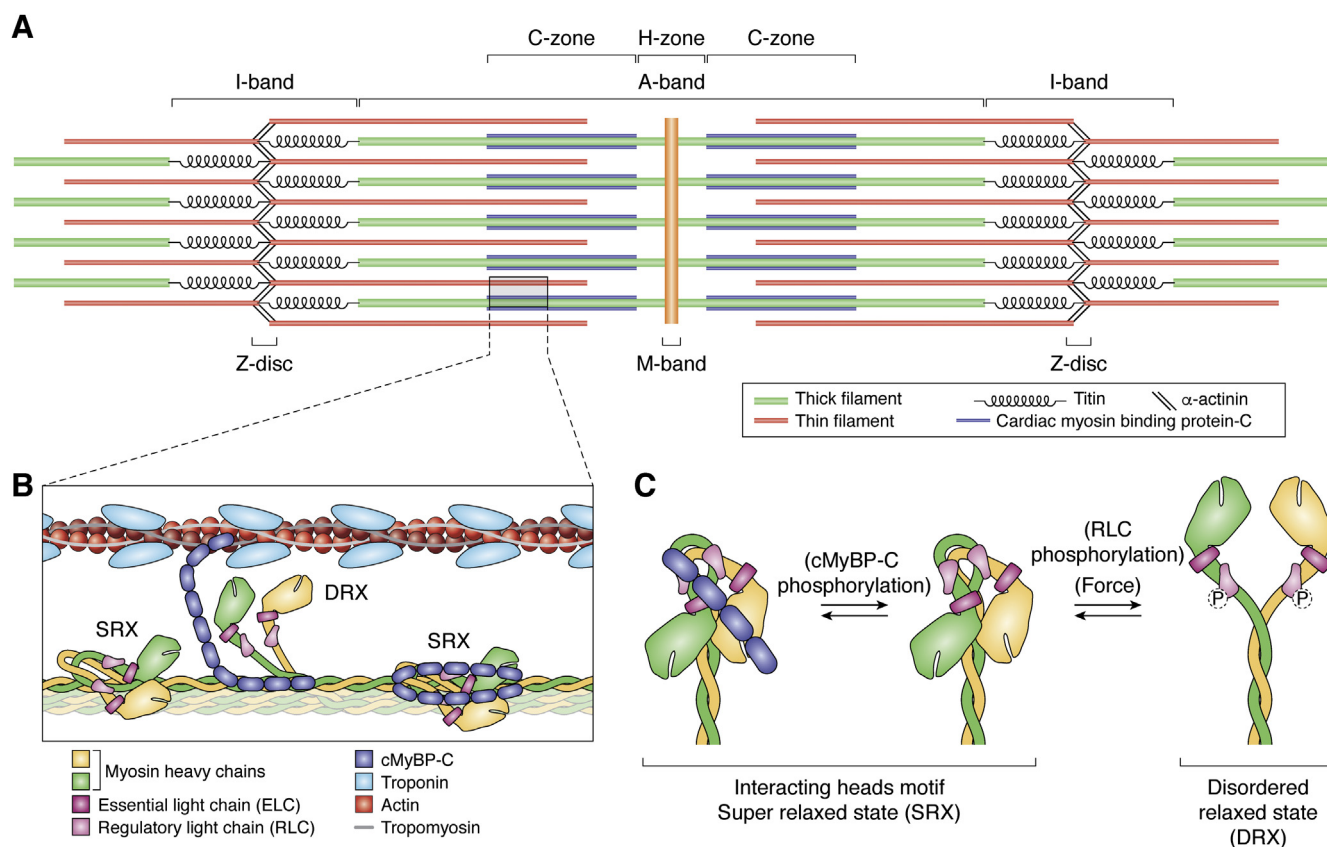 A
C-zone H-zone C-zone
I-band A-band I-band
Z-disc M-band Z-disc
Thick filament Titin α-actinin
Thin filament Cardiac myosin binding protein-C
B
DRX
SRX
SRX
Myosin heavy chains
Essential light chain (ELC)
Regulatory light chain (RLC)
cMyBP-C
Troponin
Actin
Tropomyosin
C
(cMyBP-C
phosphorylation)
(RLC
phosphorylation)
(Force)
P P
Interacting heads motif
Super relaxed state (SRX)
Disordered
relaxed state
(DRX)